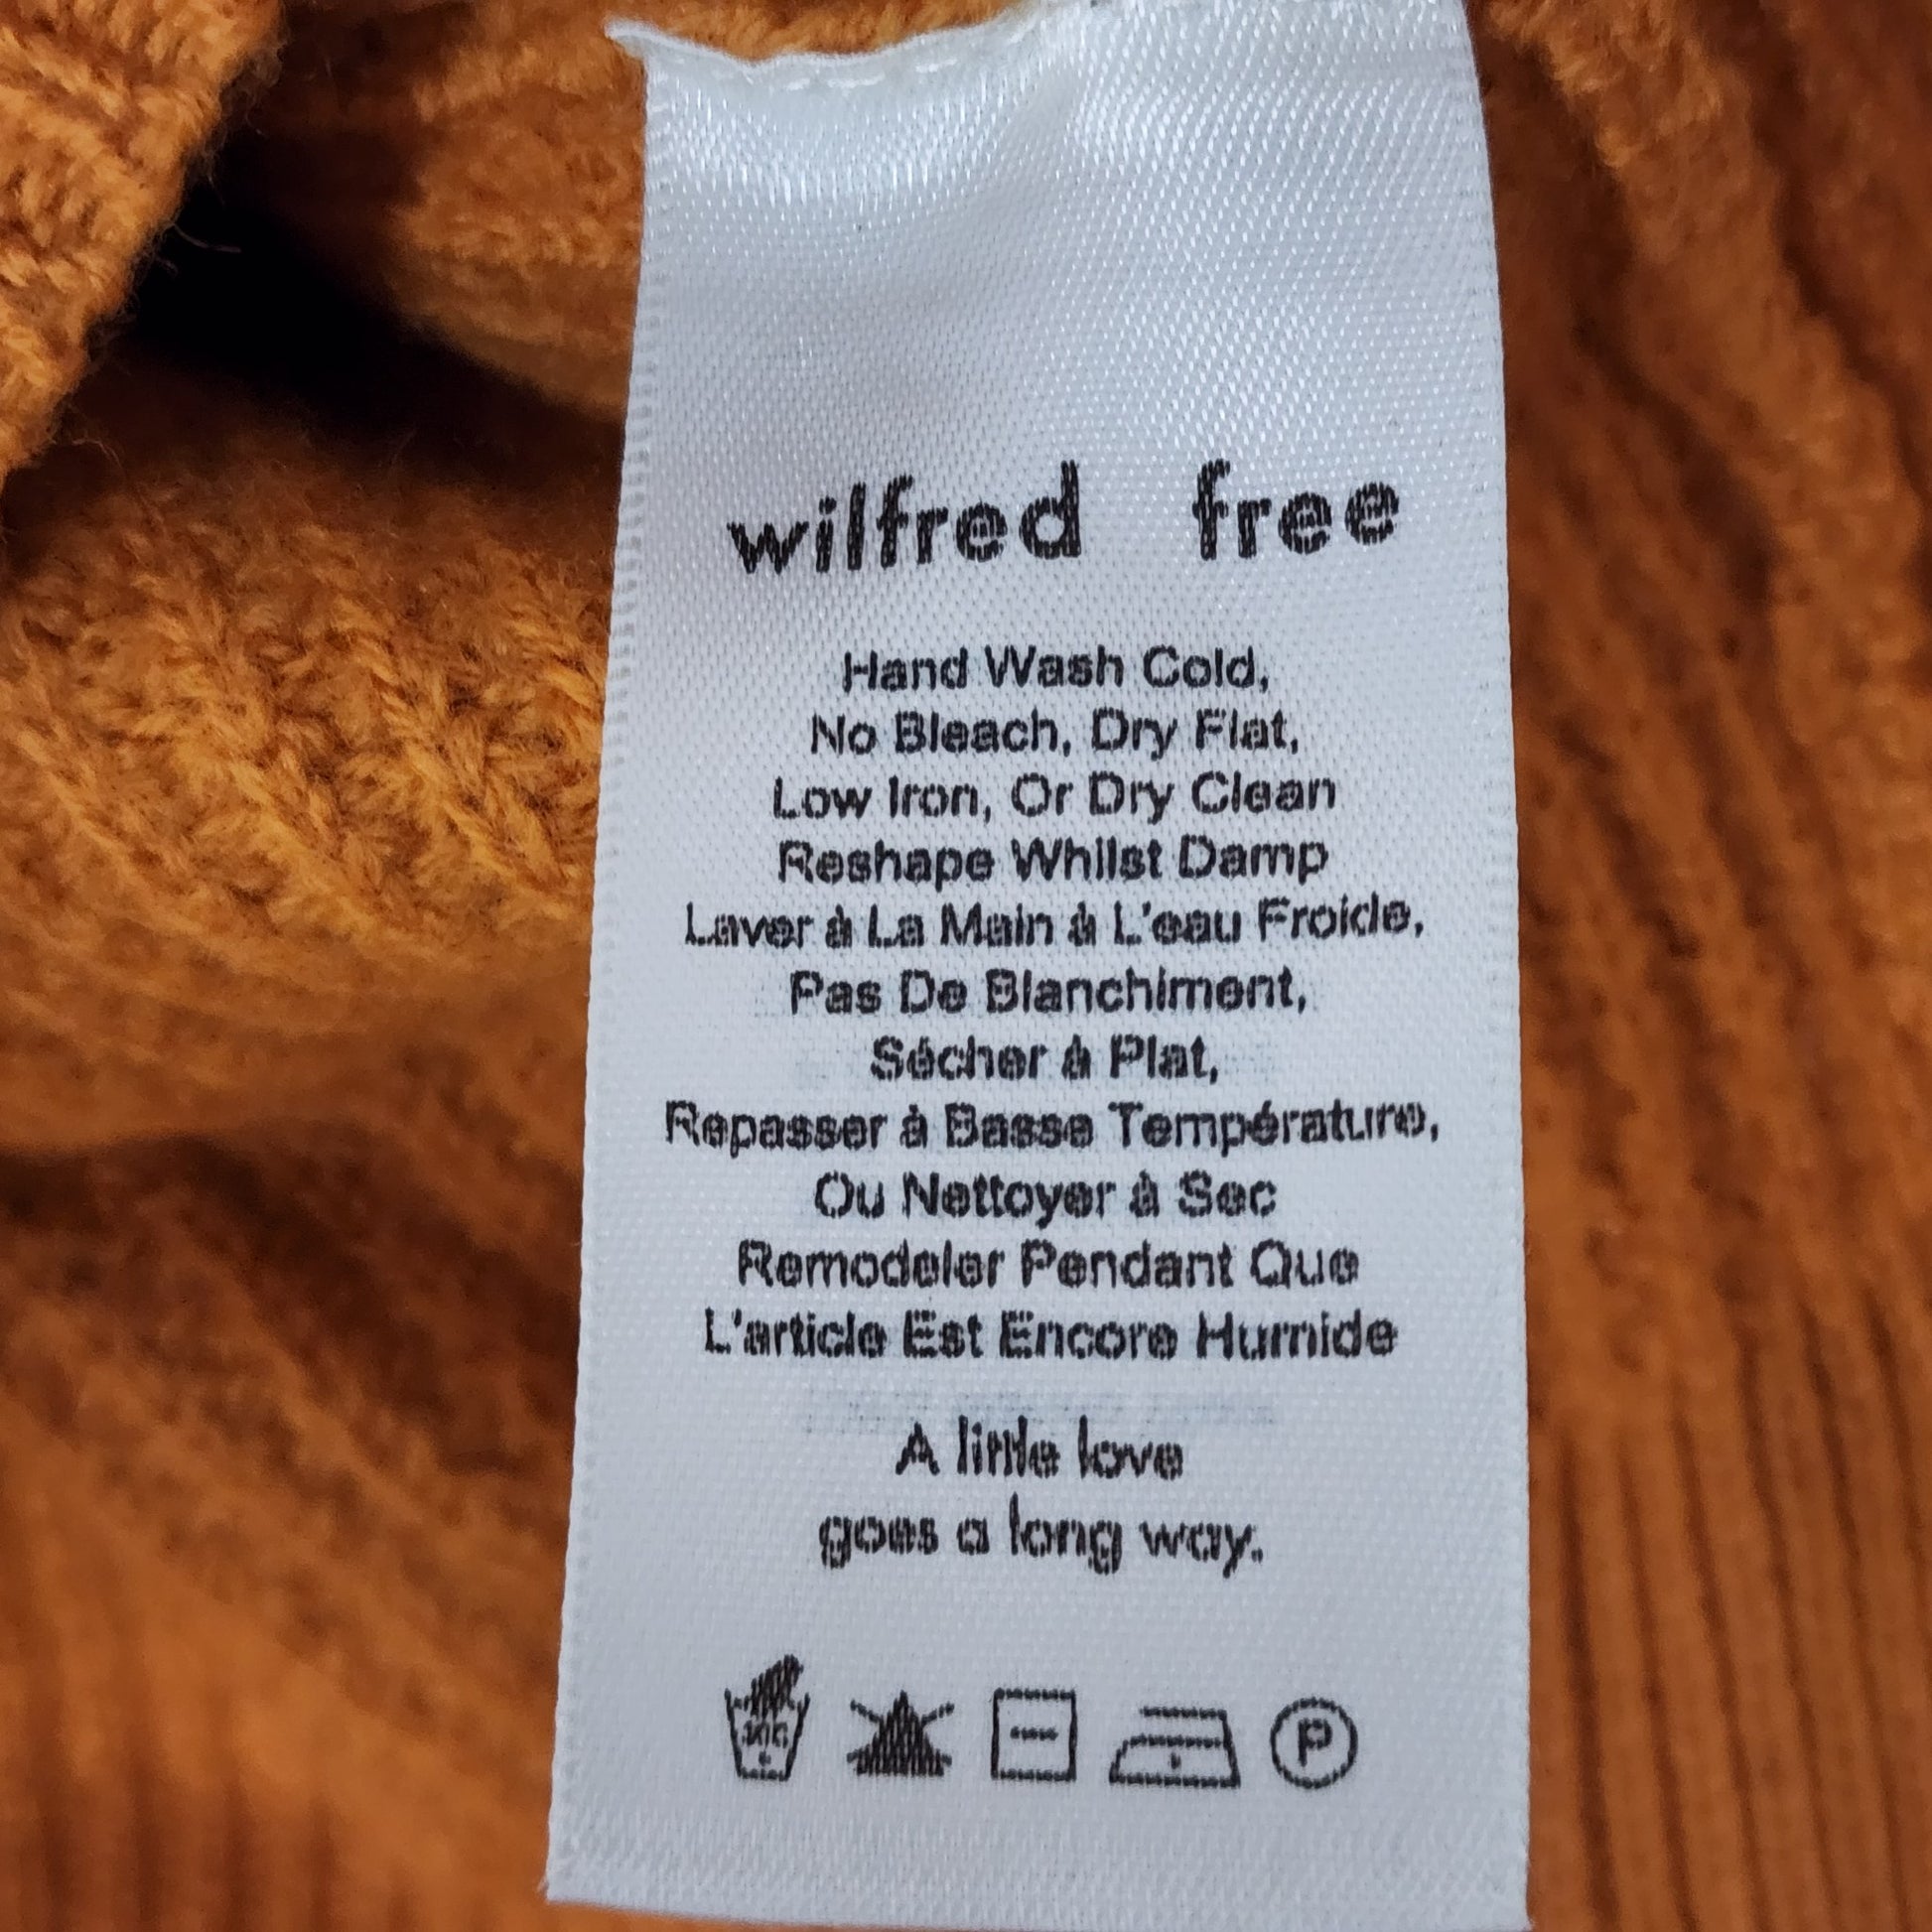 wilfred free
Hand Wash Cold,
No Bleach, Dry Flat,
Low Iron, Or Dry Clean
Reshape Whilst Damp
Laver à La Main à L'eau Froide,
Pas De Blanchiment,
Sécher à Plat,
Repasser à Basse Température,
Ou Nettoyer à Sec
Remodeler Pendant Que
L'article Est Encore Humide
A little love
goes a long way.
P